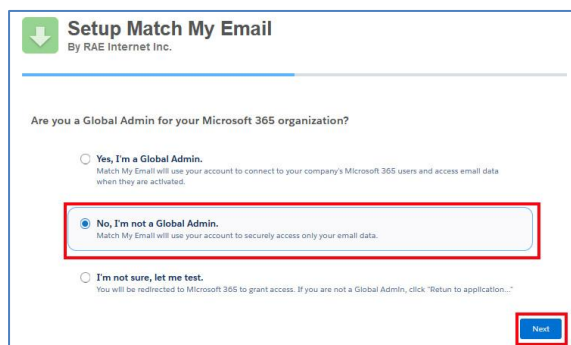 Setup Match My Email
By RAE Internet Inc.
Are you a Global Admin for your Microsoft 365 organization?
Yes, I'm a Global Admin.
Match My Email will use your account to connect to your company's Microsoft 365 users and access email data
when they are activated.
No, I'm not a Global Admin.
Match My Email will use your account to securely access only your email data.
I'm not sure, let me test.
You will be redirected to Microsoft 365 to grant access. If you are not a Global Admin, click "Retun to application..."
Next